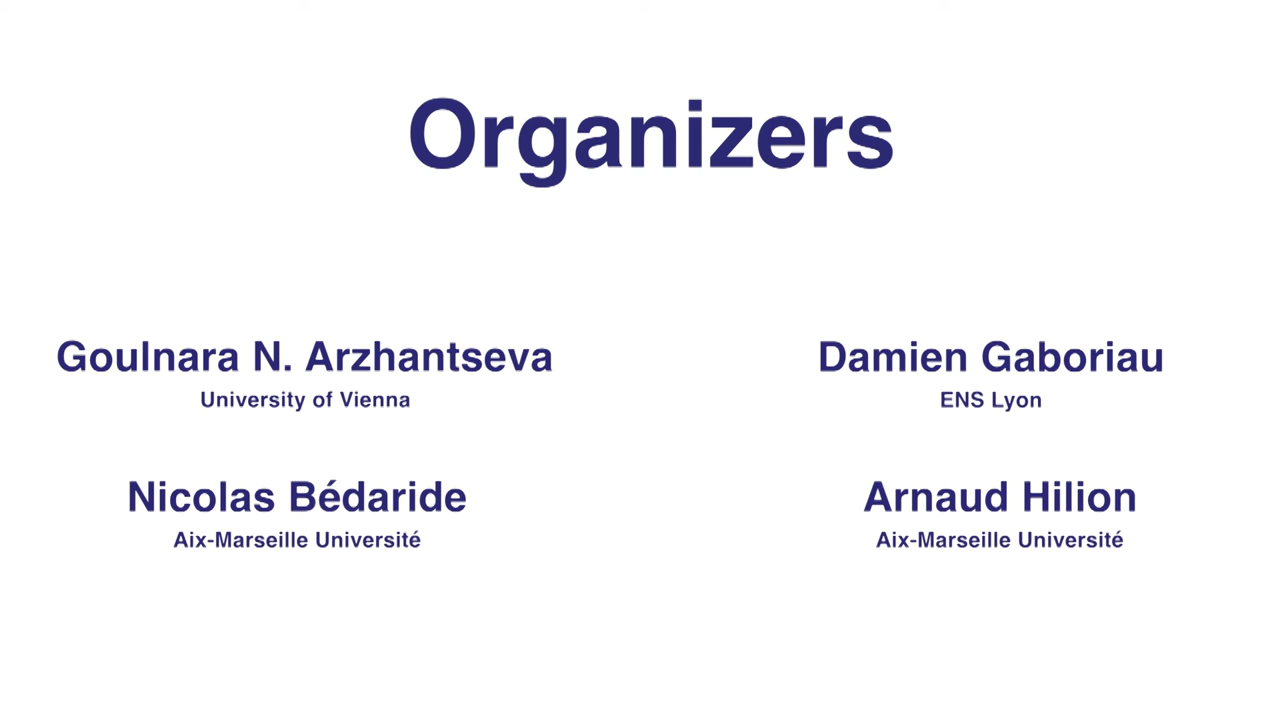 Organizers
Goulnara N. Arzhantseva
University of Vienna
Damien Gaboriau
ENS Lyon
Nicolas Bédaride
Aix-Marseille Université
Arnaud Hilion
Aix-Marseille Université